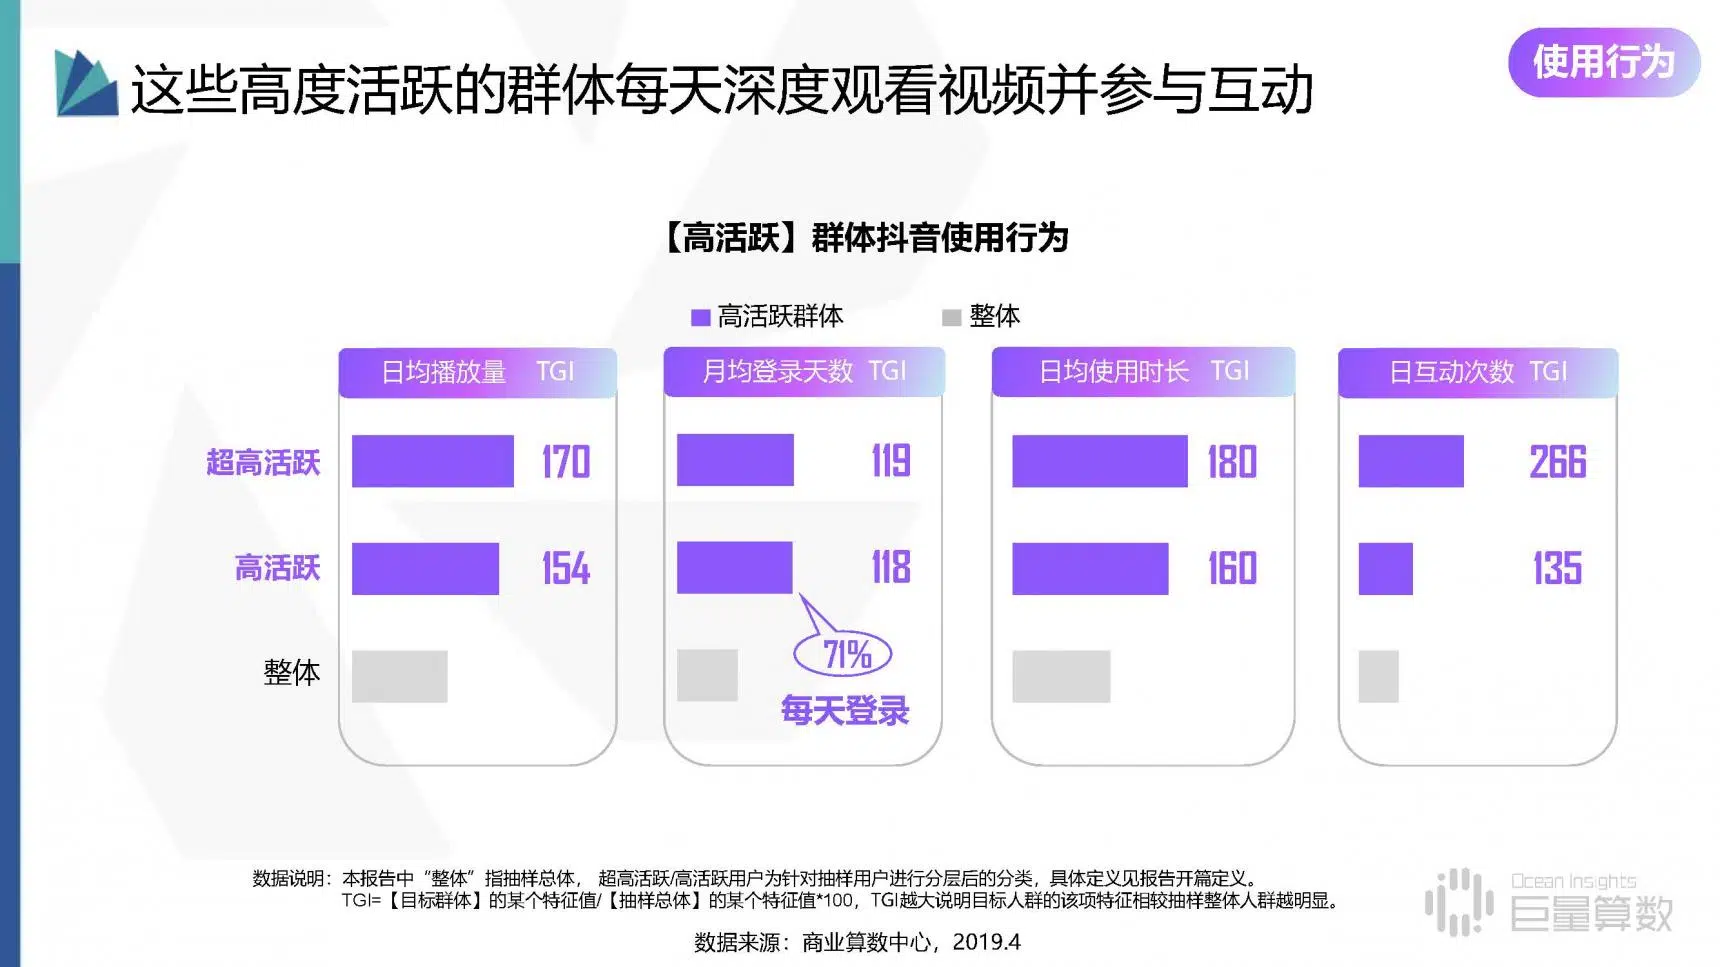 这些高度活跃的群体每天深度观看视频并参与互动
使用行为
【高活跃】群体抖音使用行为
高活跃群体 整体
日均播放量 TGI 月均登录天数 TGI 日均使用时长 TGI 日互动次数 TGI
超高活跃 170 119 180 266
高活跃 154 118 160 135
整体 71%
每天登录
数据说明：本报告中“整体”指抽样总体， 超高活跃/高活跃用户为针对抽样用户进行分层后的分类，具体定义见报告开篇定义。
TGI=【目标群体】的某个特征值/【抽样总体】的某个特征值*100，TGI越大说明目标人群的该项特征相较抽样整体人群越明显。
Ocean Insights
巨量算数
数据来源：商业算数中心，2019.4